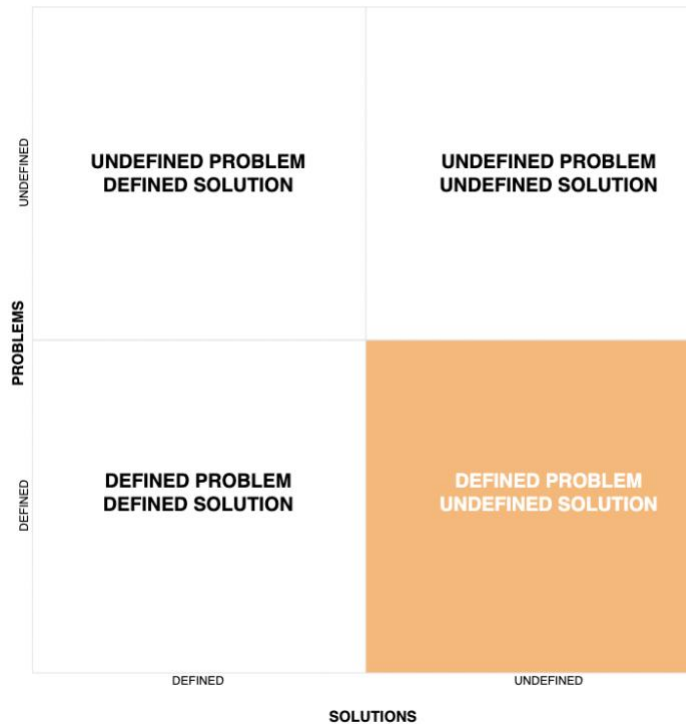 UNDEFINED
UNDEFINED PROBLEM
DEFINED SOLUTION
UNDEFINED PROBLEM
UNDEFINED SOLUTION
PROBLEMS
DEFINED
DEFINED PROBLEM
DEFINED SOLUTION
DEFINED PROBLEM
UNDEFINED SOLUTION
DEFINED
UNDEFINED
SOLUTIONS